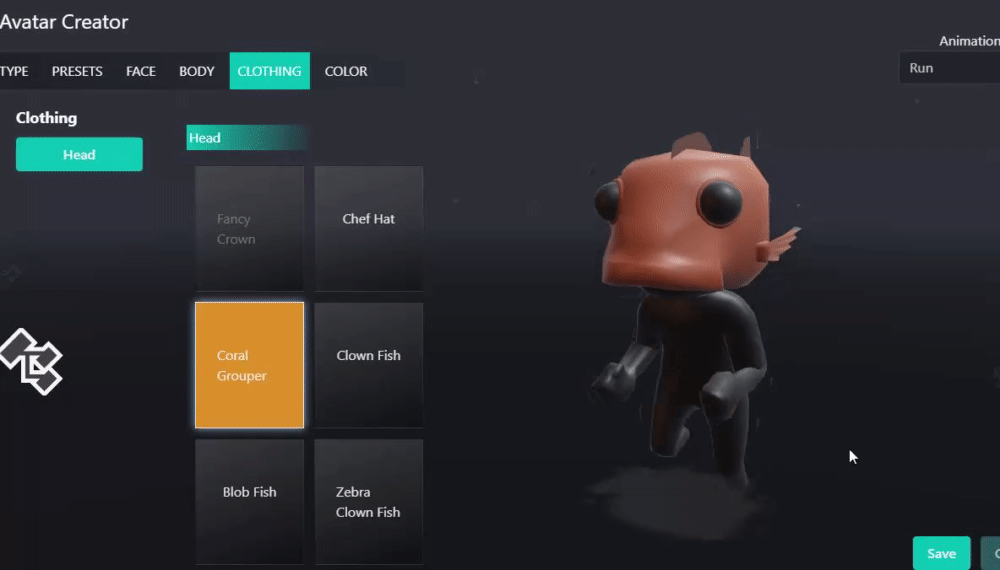 Avatar Creator
Animation
TYPE PRESETS FACE BODY CLOTHING COLOR
Run
Clothing
Head
Head
Fancy
Crown
Chef Hat
Coral
Grouper
Clown Fish
Blob Fish
Zebra
Clown Fish
Save